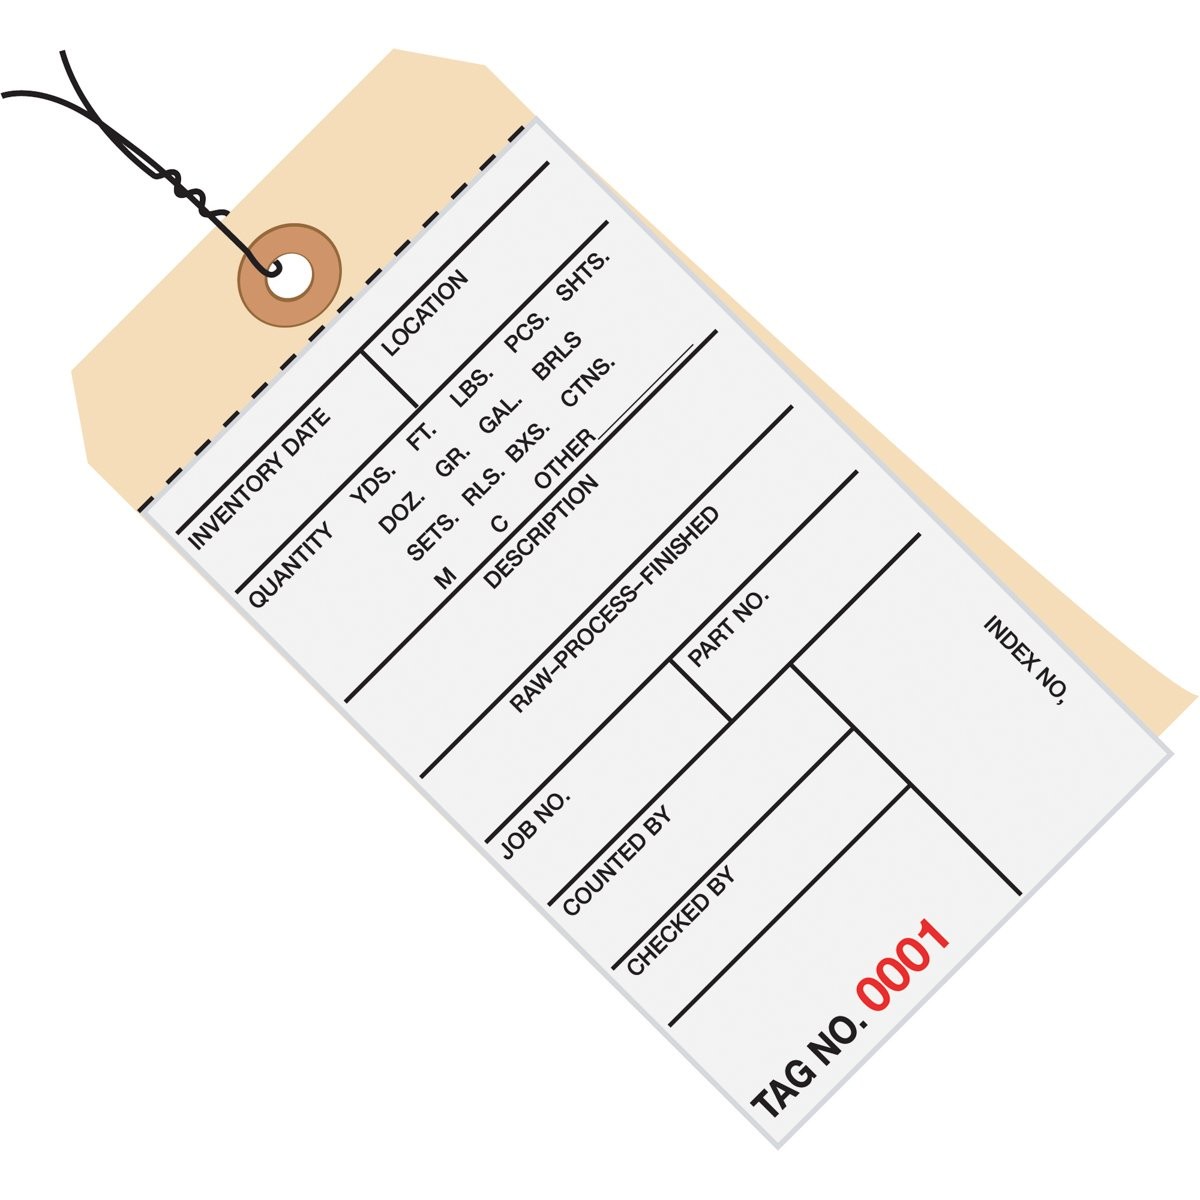 INVENTORY DATE LOCATION
QUANTITY YDS. FT. LBS. PCS. SHTS.
DOZ. GR. GAL. BRLS
SETS. RLS. BXS. CTNS.
M C OTHER
DESCRIPTION
RAW-PROCESS-FINISHED
JOB NO. PART NO.
COUNTED BY
CHECKED BY
INDEX NO,
TAG NO. 0001